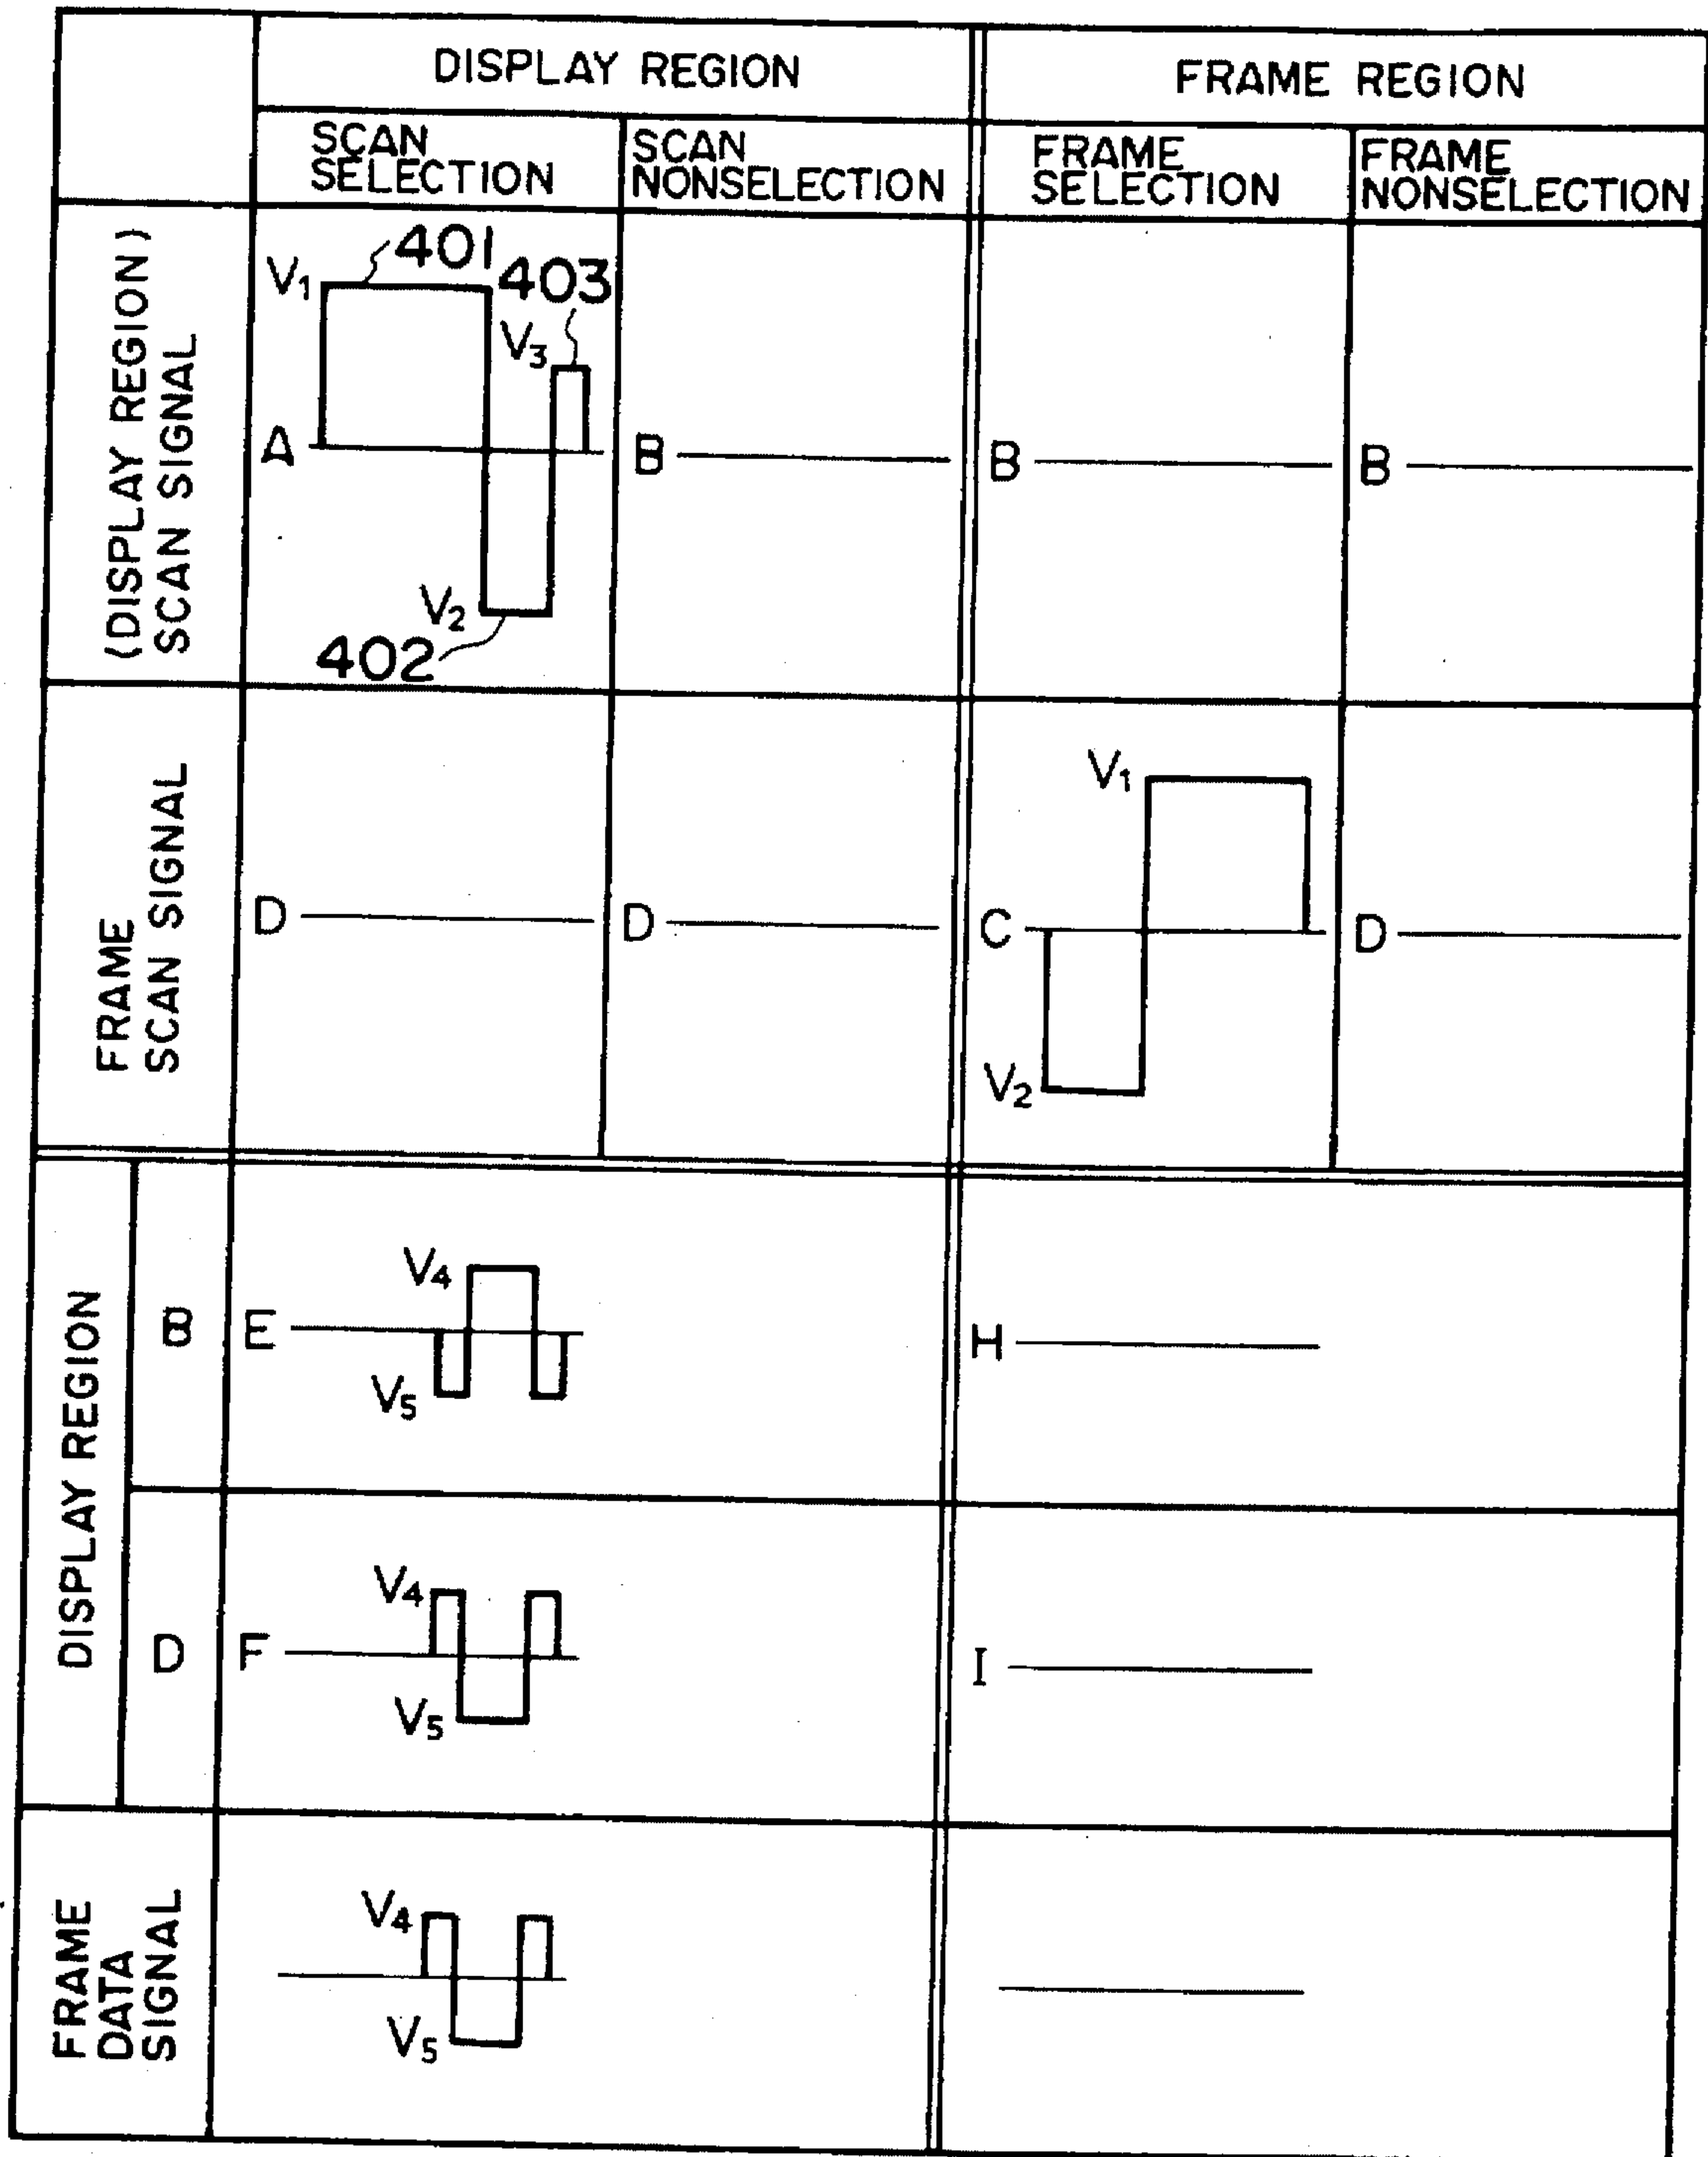 DISPLAY REGION
FRAME REGION
SCAN
SELECTION
SCAN
NONSELECTION
FRAME
SELECTION
FRAME
NONSELECTION
(DISPLAY REGION)
SCAN SIGNAL
V1
401
403
V3
A
V2
402
B
B
B
FRAME
SCAN SIGNAL
D
D
C
V1
V2
D
DISPLAY REGION
B
E
V4
V5
H
D
F
V4
V5
I
FRAME
DATA
SIGNAL
V4
V5